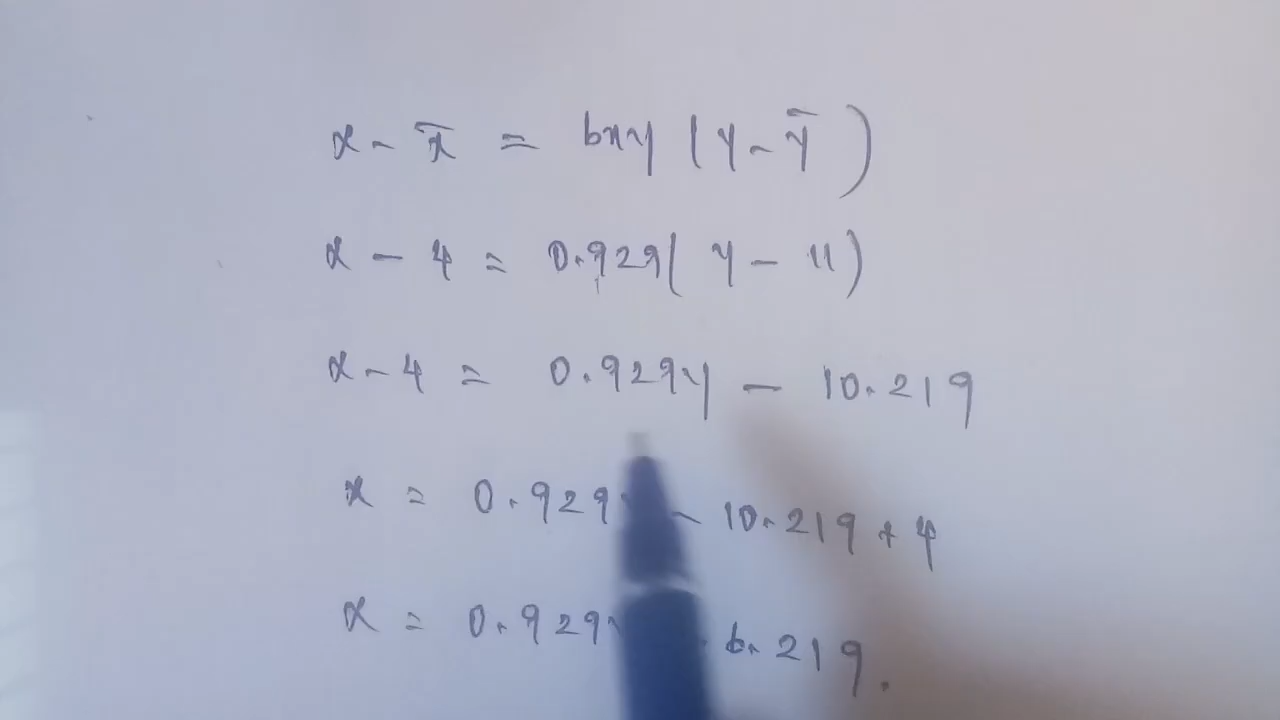 x - x̄ = bxy (y - ȳ)
x - 4 = 0.929( y - 11)
x - 4 = 0.929y - 10.219
x = 0.929 - 10.219 + 4
x = 0.929 6.219.